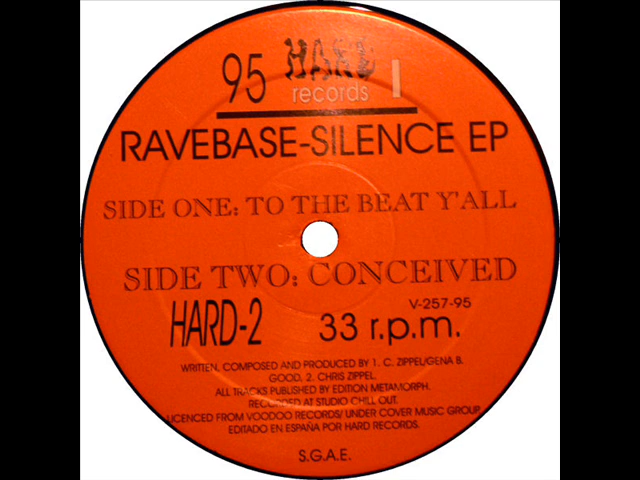 95 HARD
records
RAVEBASE-SILENCE EP
SIDE ONE: TO THE BEAT Y'ALL
SIDE TWO: CONCEIVED
V-257-95
HARD-2 33 r.p.m.
WRITTEN, COMPOSED AND PRODUCED BY 1. C. ZIPPEL/GENA B.
GOOD, 2. CHRIS ZIPPEL.
ALL TRACKS PUBLISHED BY EDITION METAMORPH.
RECORDED AT STUDIO CHILL OUT.
LICENCED FROM VOODOO RECORDS/ UNDER COVER MUSIC GROUP
EDITADO EN ESPAÑA POR HARD RECORDS.
S.G.A.E.